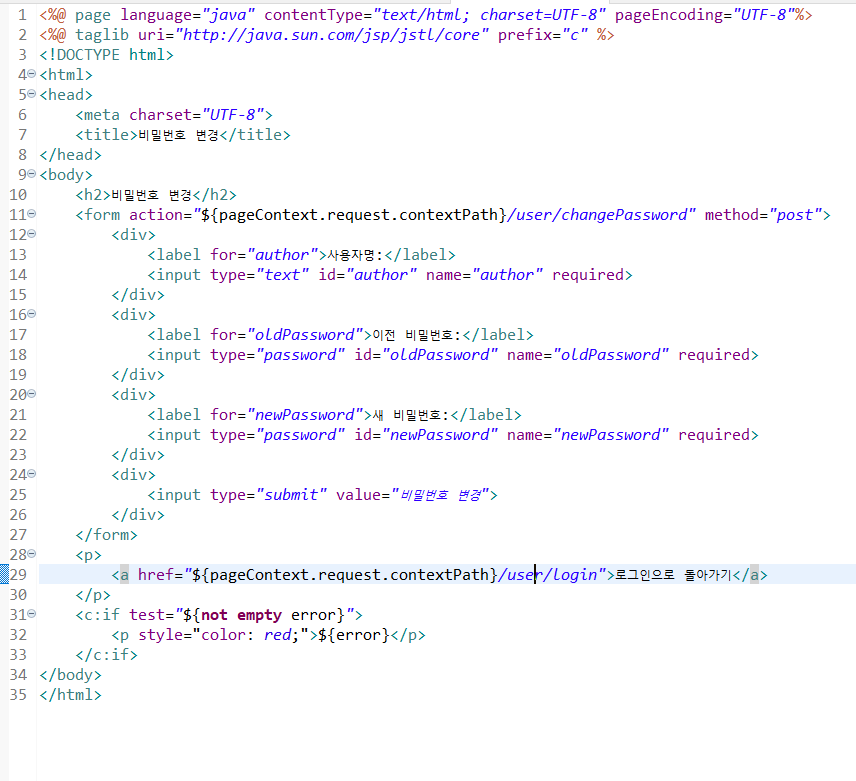 1 <%@ page language="java" contentType="text/html; charset=UTF-8" pageEncoding="UTF-8"%>
2 <%@ taglib uri="http://java.sun.com/jsp/jstl/core" prefix="c" %>
3 <!DOCTYPE html>
4 <html>
5 <head>
6     <meta charset="UTF-8">
7     <title>비밀번호 변경</title>
8 </head>
9 <body>
10     <h2>비밀번호 변경</h2>
11     <form action="${pageContext.request.contextPath}/user/changePassword" method="post">
12         <div>
13             <label for="author">사용자명:</label>
14             <input type="text" id="author" name="author" required>
15         </div>
16         <div>
17             <label for="oldPassword">이전 비밀번호:</label>
18             <input type="password" id="oldPassword" name="oldPassword" required>
19         </div>
20         <div>
21             <label for="newPassword">새 비밀번호:</label>
22             <input type="password" id="newPassword" name="newPassword" required>
23         </div>
24         <div>
25             <input type="submit" value="비밀번호 변경">
26         </div>
27     </form>
28     <p>
29         <a href="${pageContext.request.contextPath}/user/login">로그인으로 돌아가기</a>
30     </p>
31     <c:if test="${not empty error}">
32         <p style="color: red;">${error}</p>
33     </c:if>
34 </body>
35 </html>